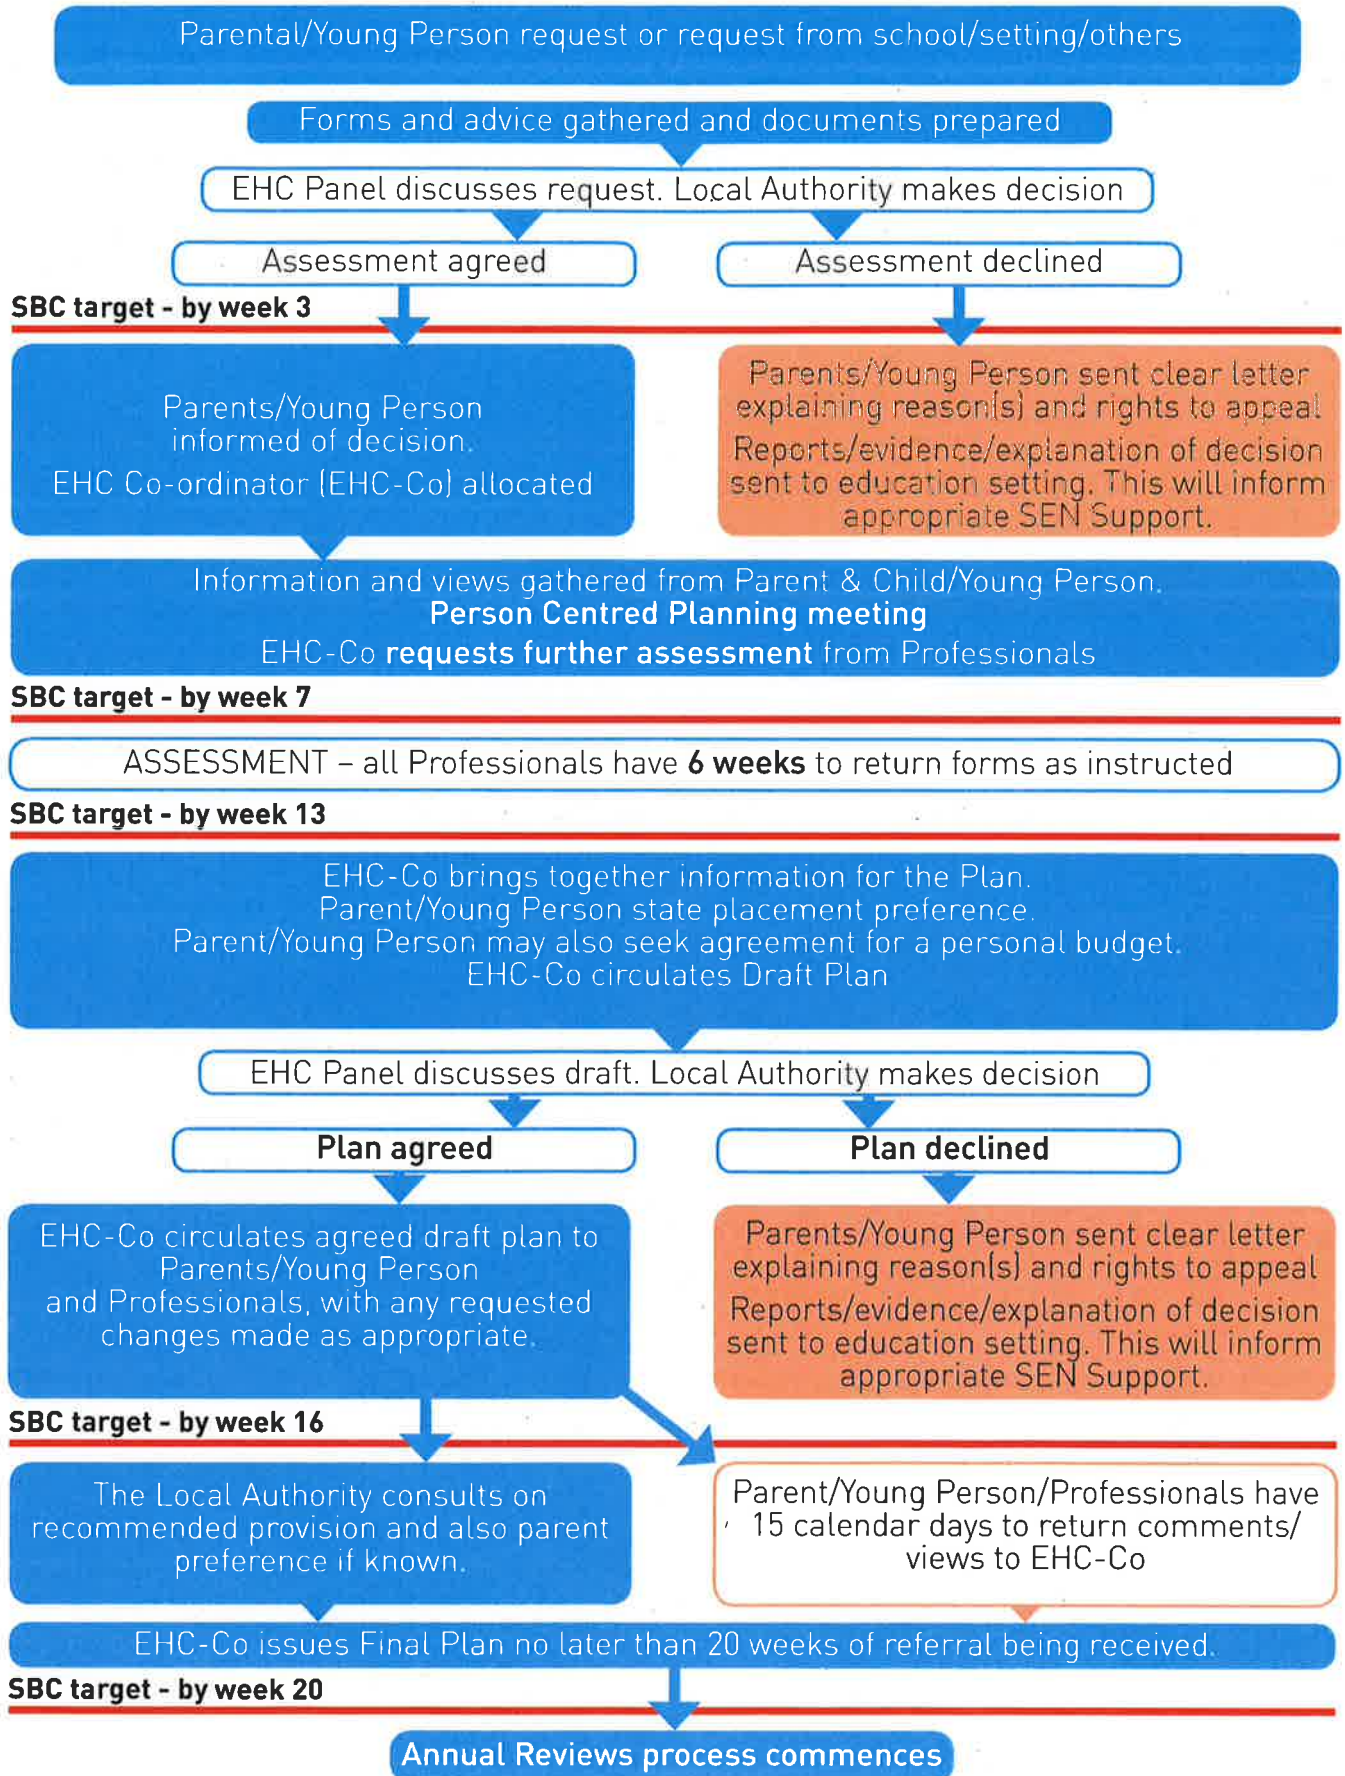 Parental/Young Person request or request from school/setting/others
Forms and advice gathered and documents prepared
EHC Panel discusses request. Local Authority makes decision
Assessment agreed
Assessment declined
SBC target - by week 3
Parents/Young Person
informed of decision.
EHC Co-ordinator (EHC-Co) allocated
Parents/Young Person sent clear letter
explaining reason(s) and rights to appeal
Reports/evidence/explanation of decision
sent to education setting. This will inform
appropriate SEN Support.
Information and views gathered from Parent & Child/Young Person.
Person Centred Planning meeting
EHC-Co requests further assessment from Professionals
SBC target - by week 7
ASSESSMENT – all Professionals have 6 weeks to return forms as instructed
SBC target - by week 13
EHC-Co brings together information for the Plan.
Parent/Young Person state placement preference.
Parent/Young Person may also seek agreement for a personal budget.
EHC-Co circulates Draft Plan
EHC Panel discusses draft. Local Authority makes decision
Plan agreed
Plan declined
EHC-Co circulates agreed draft plan to
Parents/Young Person
and Professionals, with any requested
changes made as appropriate.
Parents/Young Person sent clear letter
explaining reason(s) and rights to appeal
Reports/evidence/explanation of decision
sent to education setting. This will inform
appropriate SEN Support.
SBC target - by week 16
The Local Authority consults on
recommended provision and also parent
preference if known.
Parent/Young Person/Professionals have
15 calendar days to return comments/
views to EHC-Co
EHC-Co issues Final Plan no later than 20 weeks of referral being received.
SBC target - by week 20
Annual Reviews process commences